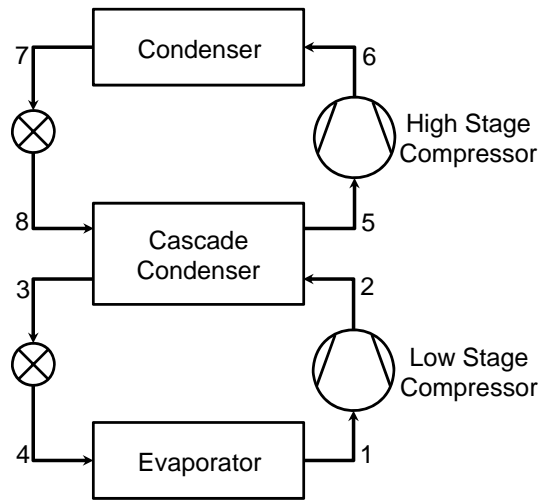 7
Condenser
6
High Stage
Compressor
8
Cascade
Condenser
5
3
2
Low Stage
Compressor
4
Evaporator
1